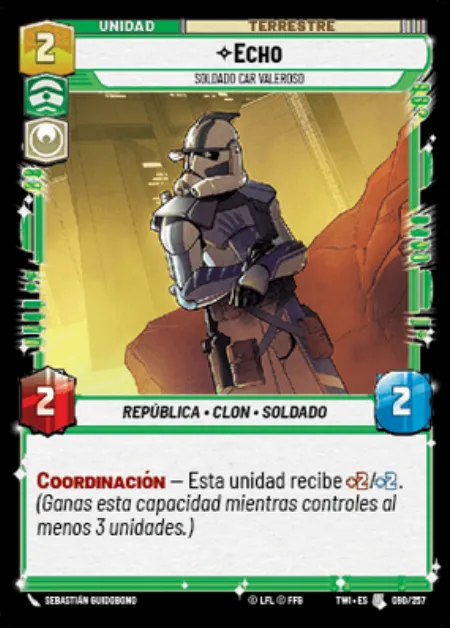 UNIDAD
TERRESTRE
2
ECHO
SOLDADO CAR VALEROSO
2
REPÚBLICA • CLON • SOLDADO
2
COORDINACIÓN – Esta unidad recibe +2/+2.
(Ganas esta capacidad mientras controles al
menos 3 unidades.)
SEBASTIÁN GUIDOBONO
© LFL © FFG
TWI • ES
090/257